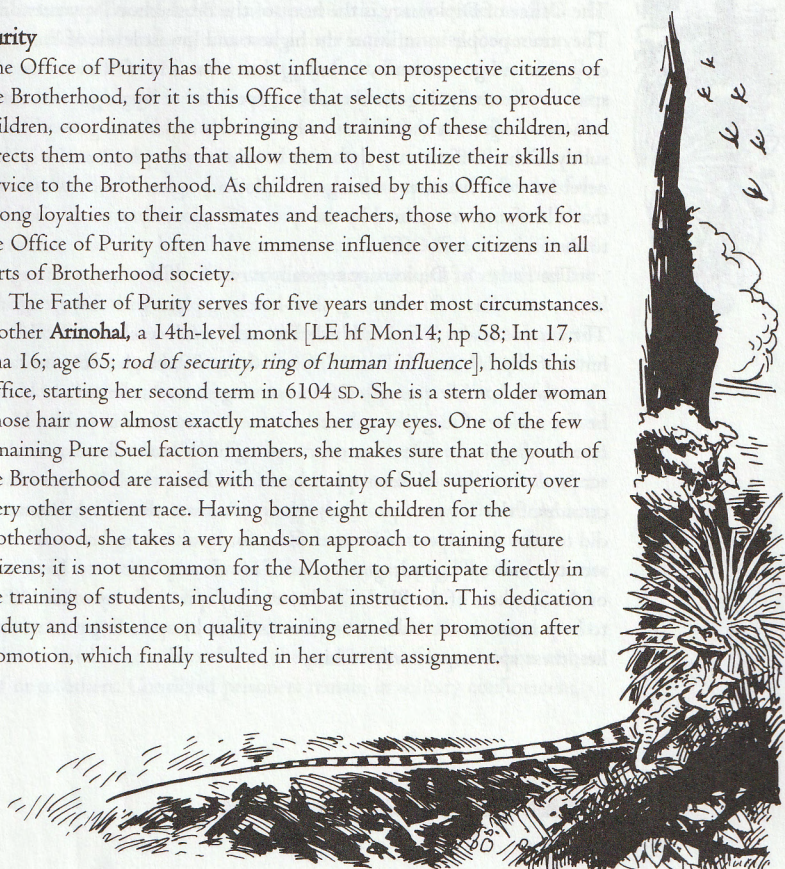 urity
ne Office of Purity has the most influence on prospective citizens of
e Brotherhood, for it is this Office that selects citizens to produce
ildren, coordinates the upbringing and training of these children, and
rects them onto paths that allow them to best utilize their skills in
rvice to the Brotherhood. As children raised by this Office have
ong loyalties to their classmates and teachers, those who work for
e Office of Purity often have immense influence over citizens in all
rts of Brotherhood society.
The Father of Purity serves for five years under most circumstances.
other Arinohal, a 14th-level monk [LE hf Mon14; hp 58; Int 17,
ha 16; age 65; rod of security, ring of human influence], holds this
ffice, starting her second term in 6104 SD. She is a stern older woman
hose hair now almost exactly matches her gray eyes. One of the few
maining Pure Suel faction members, she makes sure that the youth of
e Brotherhood are raised with the certainty of Suel superiority over
ery other sentient race. Having borne eight children for the
otherhood, she takes a very hands-on approach to training future
izens; it is not uncommon for the Mother to participate directly in
e training of students, including combat instruction. This dedication
duty and insistence on quality training earned her promotion after
omotion, which finally resulted in her current assignment.